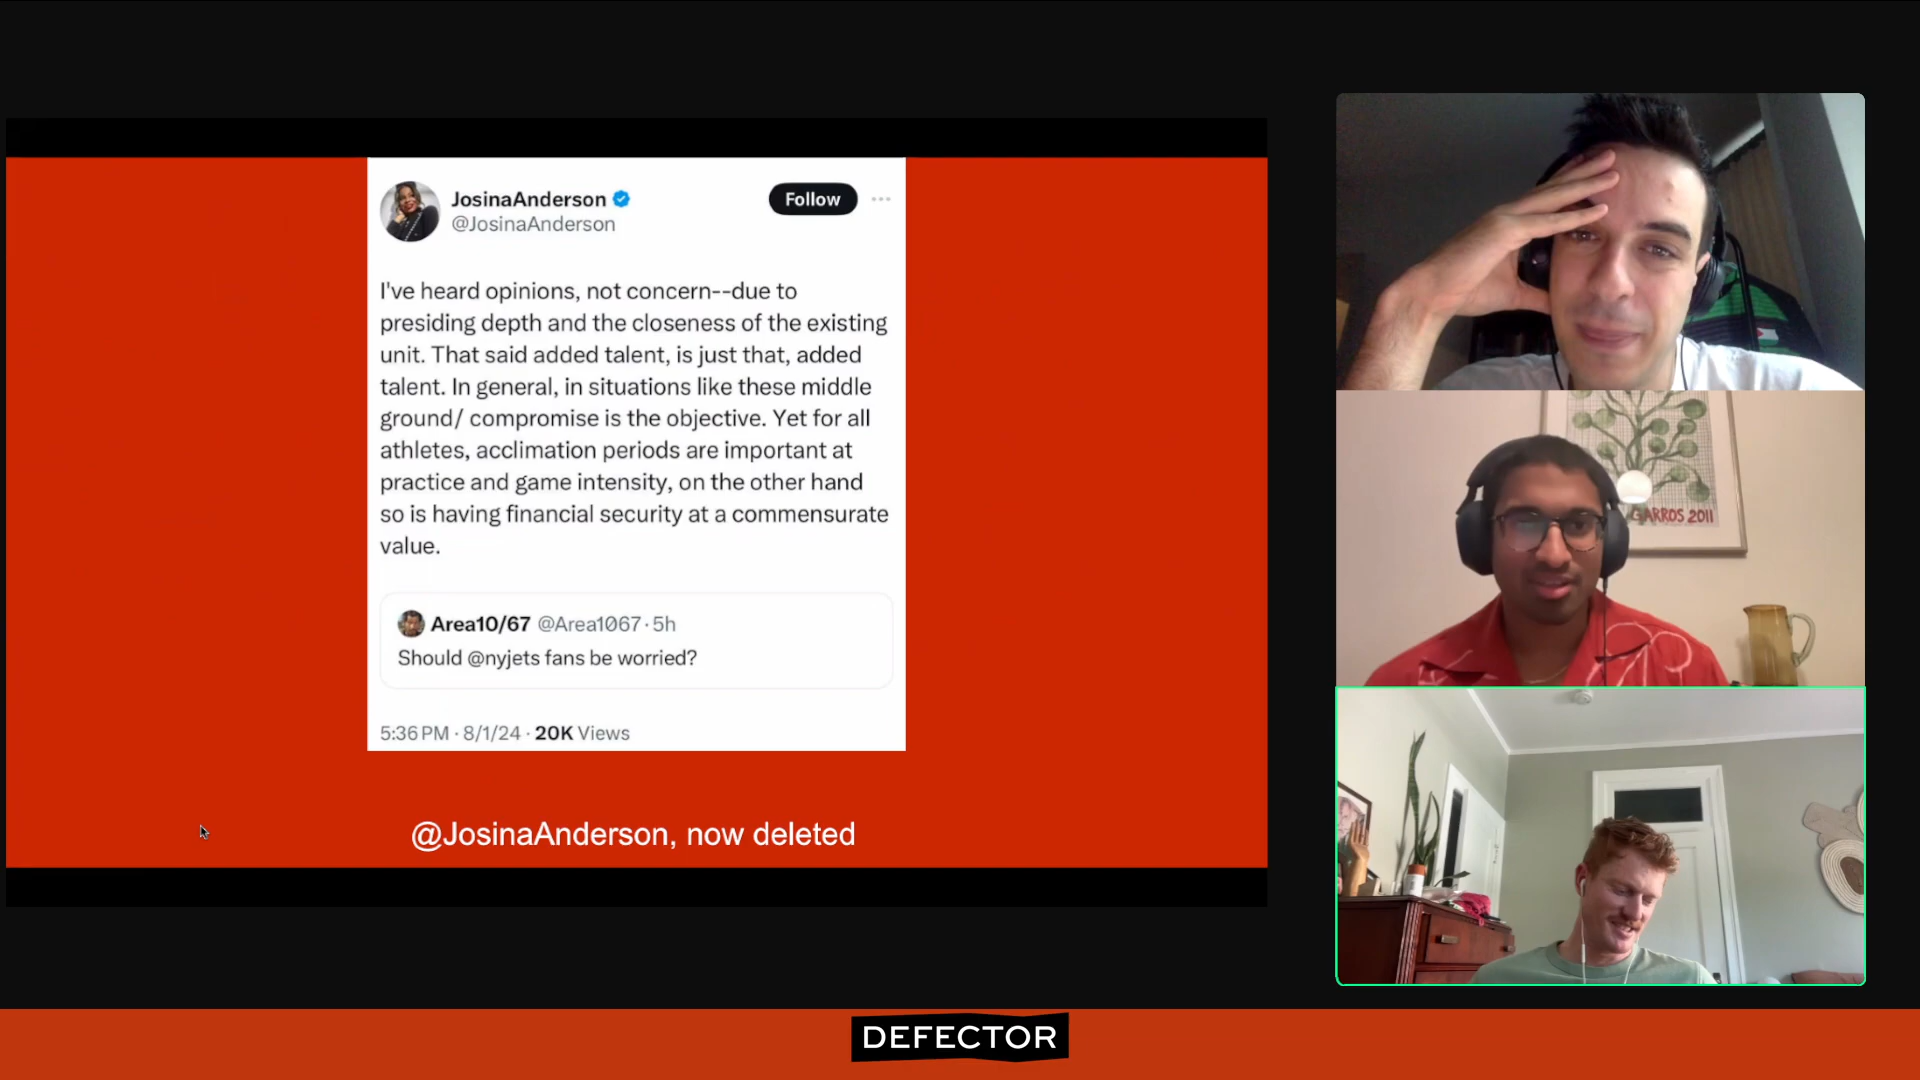 JosinaAnderson
@JosinaAnderson
Follow
I've heard opinions, not concern--due to
presiding depth and the closeness of the existing
unit. That said added talent, is just that, added
talent. In general, in situations like these middle
ground/ compromise is the objective. Yet for all
athletes, acclimation periods are important at
practice and game intensity, on the other hand
so is having financial security at a commensurate
value.
Area10/67 @Area1067·5h
Should @nyjets fans be worried?
5:36 PM · 8/1/24 · 20K Views
@JosinaAnderson, now deleted
GARROS 2011
DEFECTOR